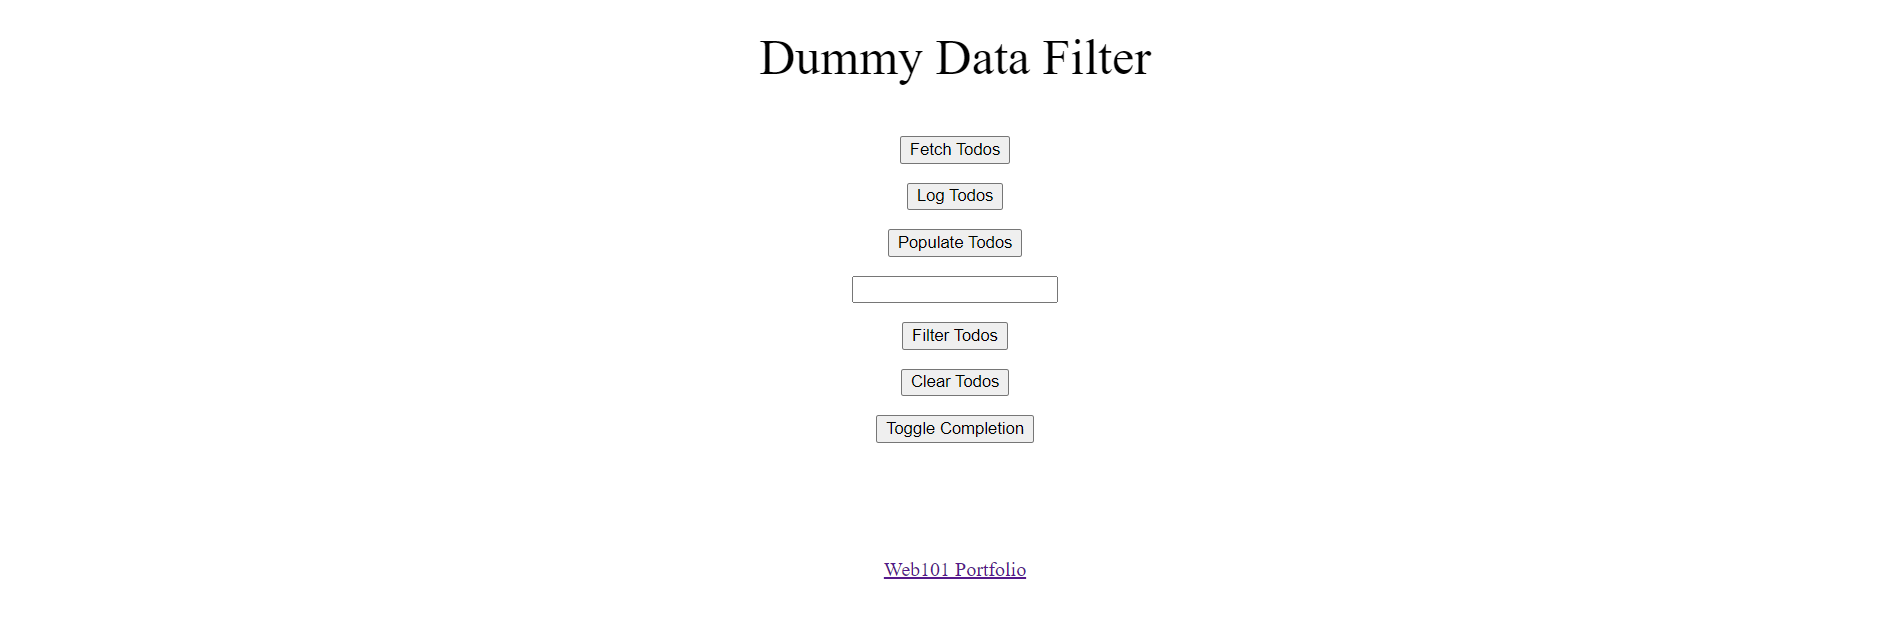 Dummy Data Filter
Fetch Todos
Log Todos
Populate Todos
Filter Todos
Clear Todos
Toggle Completion
Web101 Portfolio